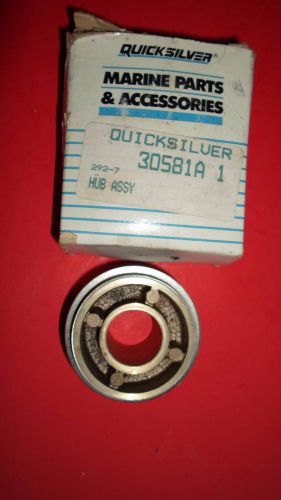 QUICKSILVER
MARINE PARTS
& ACCESSORIES
QUICKSILVER
30581A 1
292-7
HUB ASSY